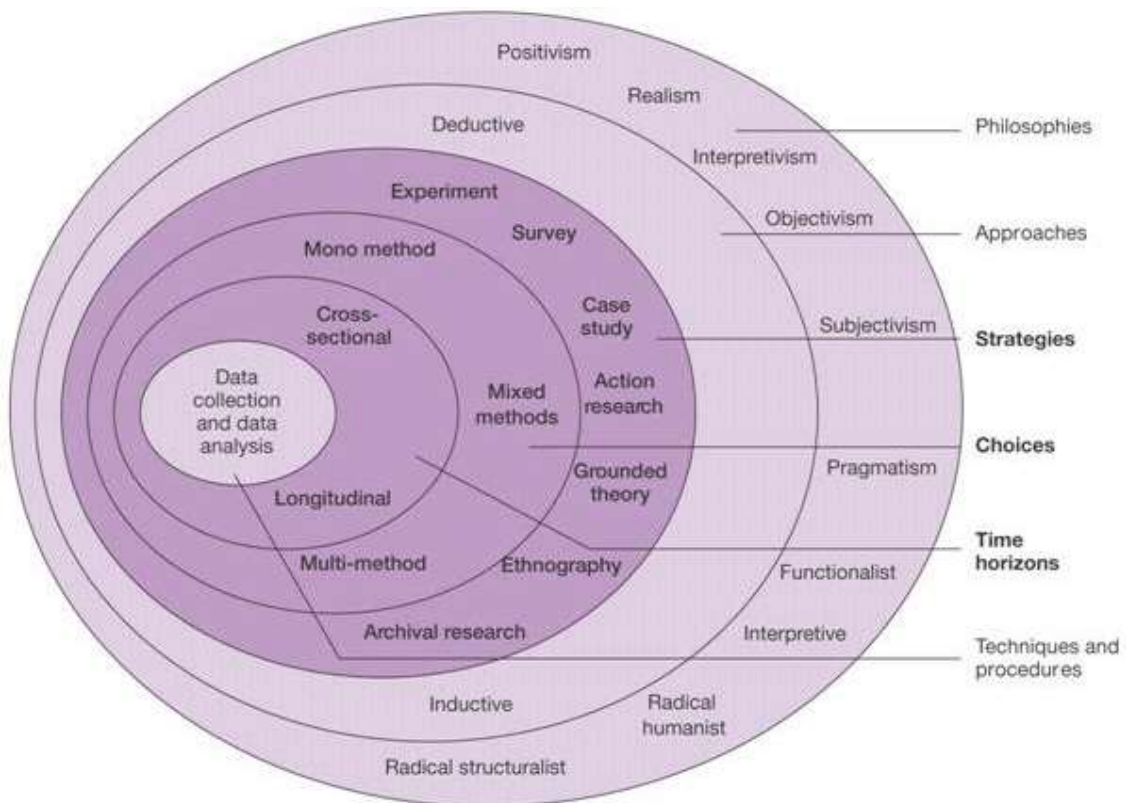 Positivism
Realism
Deductive
Philosophies
Interpretivism
Experiment
Objectivism
Survey
Approaches
Mono method
Case
study
Cross-
sectional
Subjectivism
Strategies
Data
collection
and data
analysis
Mixed
methods
Action
research
Choices
Pragmatism
Grounded
theory
Longitudinal
Time
horizons
Multi-method
Ethnography
Functionalist
Archival research
Interpretive
Techniques and
procedures
Inductive
Radical
humanist
Radical structuralist